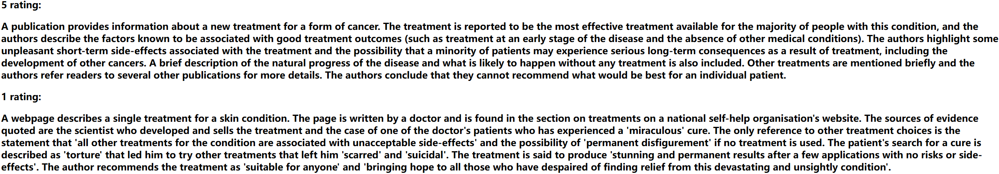 5 rating:
A publication provides information about a new treatment for a form of cancer. The treatment is reported to be the most effective treatment available for the majority of people with this condition, and the
authors describe the factors known to be associated with good treatment outcomes (such as treatment at an early stage of the disease and the absence of other medical conditions). The authors highlight some
unpleasant short-term side-effects associated with the treatment and the possibility that a minority of patients may experience serious long-term consequences as a result of treatment, including the
development of other cancers. A brief description of the natural progress of the disease and what is likely to happen without any treatment is also included. Other treatments are mentioned briefly and the
authors refer readers to several other publications for more details. The authors conclude that they cannot recommend what would be best for an individual patient.
1 rating:
A webpage describes a single treatment for a skin condition. The page is written by a doctor and is found in the section on treatments on a national self-help organisation's website. The sources of evidence
quoted are the scientist who developed and sells the treatment and the case of one of the doctor's patients who has experienced a 'miraculous' cure. The only reference to other treatment choices is the
statement that 'all other treatments for the condition are associated with unacceptable side-effects' and the possibility of 'permanent disfigurement' if no treatment is used. The patient's search for a cure is
described as 'torture' that led him to try other treatments that left him 'scarred' and 'suicidal'. The treatment is said to produce 'stunning and permanent results after a few applications with no risks or side-
effects'. The author recommends the treatment as 'suitable for anyone' and 'bringing hope to all those who have despaired of finding relief from this devastating and unsightly condition'.